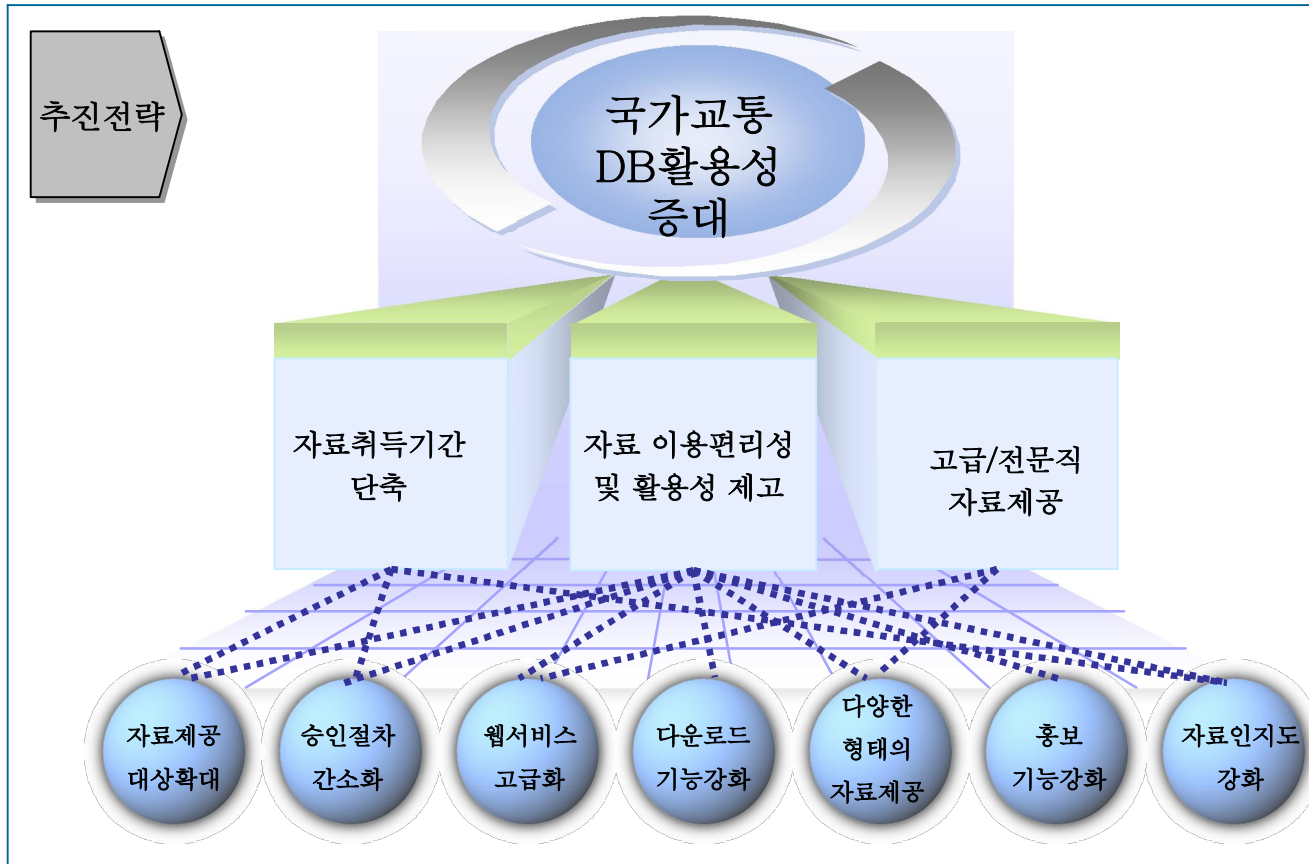 추진전략
국가교통
DB활용성
증대
자료취득기간
단축
자료 이용편리성
및 활용성 제고
고급/전문직
자료제공
자료제공
대상확대
승인절차
간소화
웹서비스
고급화
다운로드
기능강화
다양한
형태의
자료제공
홍보
기능강화
자료인지도
강화